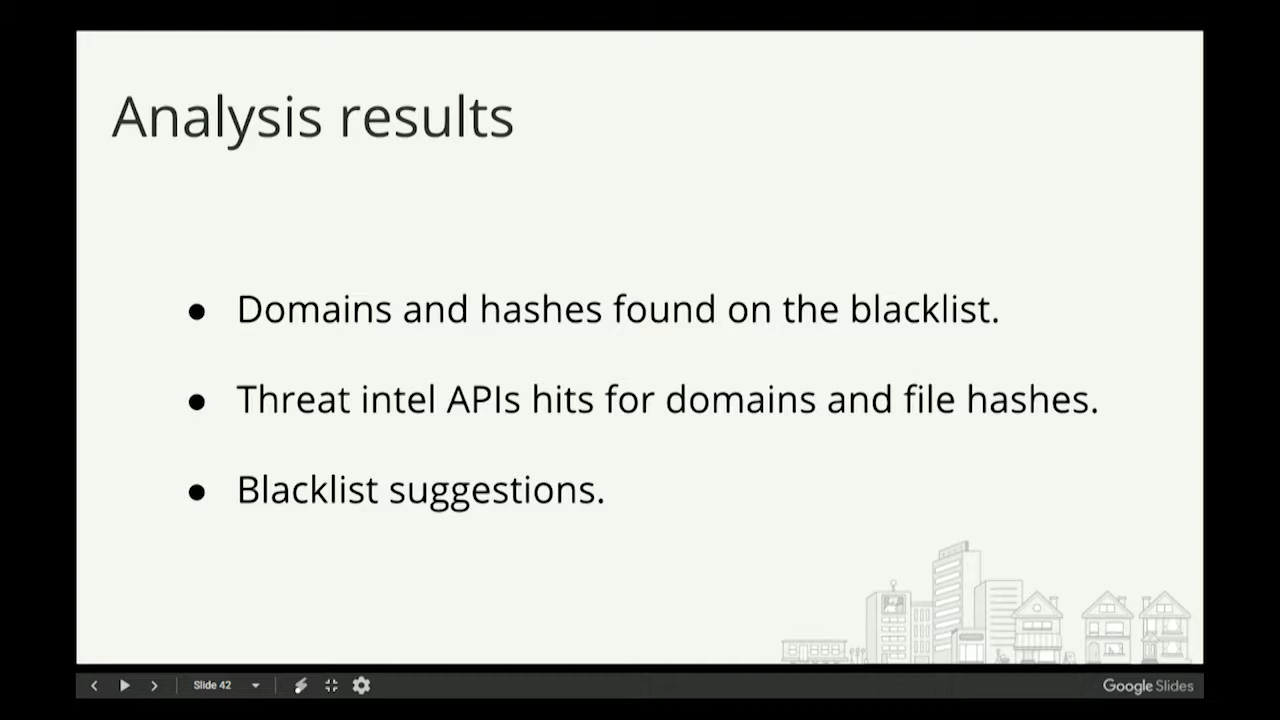 Analysis results
● Domains and hashes found on the blacklist.
● Threat intel APIs hits for domains and file hashes.
● Blacklist suggestions.
Slide 42
Google Slides